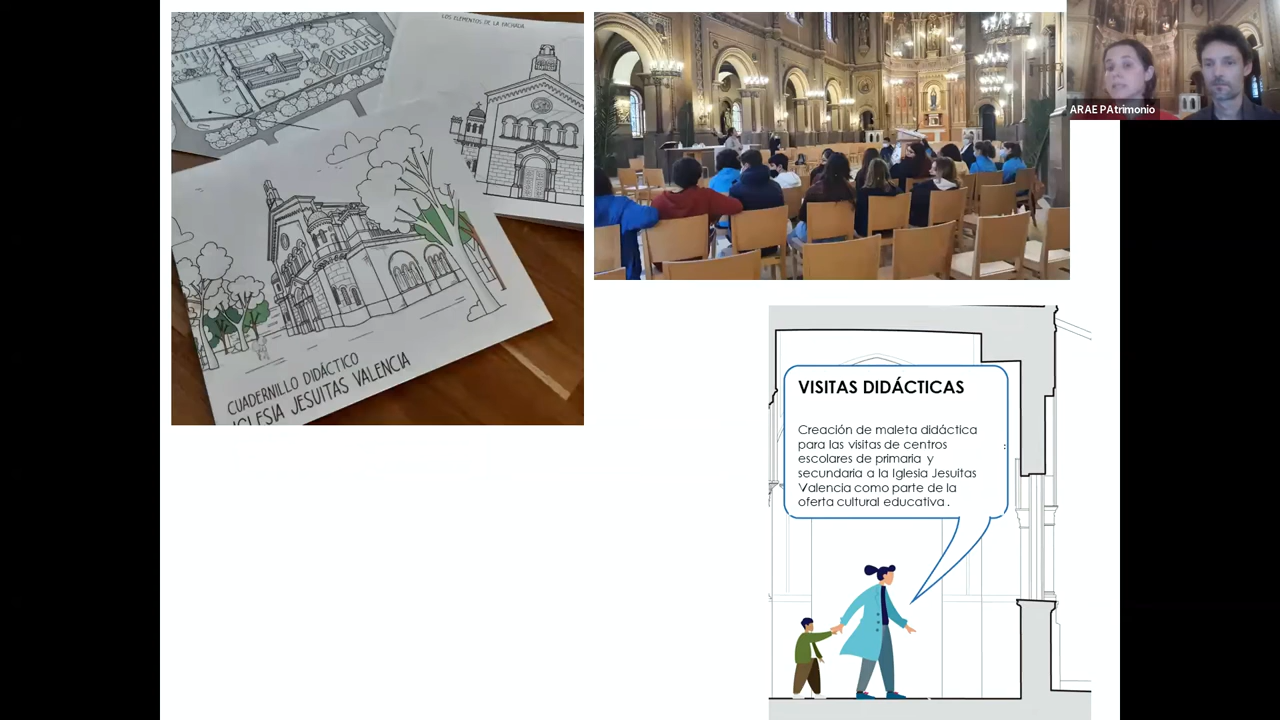 LOS ELEMENTOS DE LA FACHADA
CUADERNILLO DIDÁCTICO
IGLESIA JESUITAS VALENCIA
ARAE PAtrimonio
VISITAS DIDÁCTICAS
Creación de maleta didáctica
para las visitas de centros
escolares de primaria y
secundaria a la Iglesia Jesuitas
Valencia como parte de la
oferta cultural educativa.
: